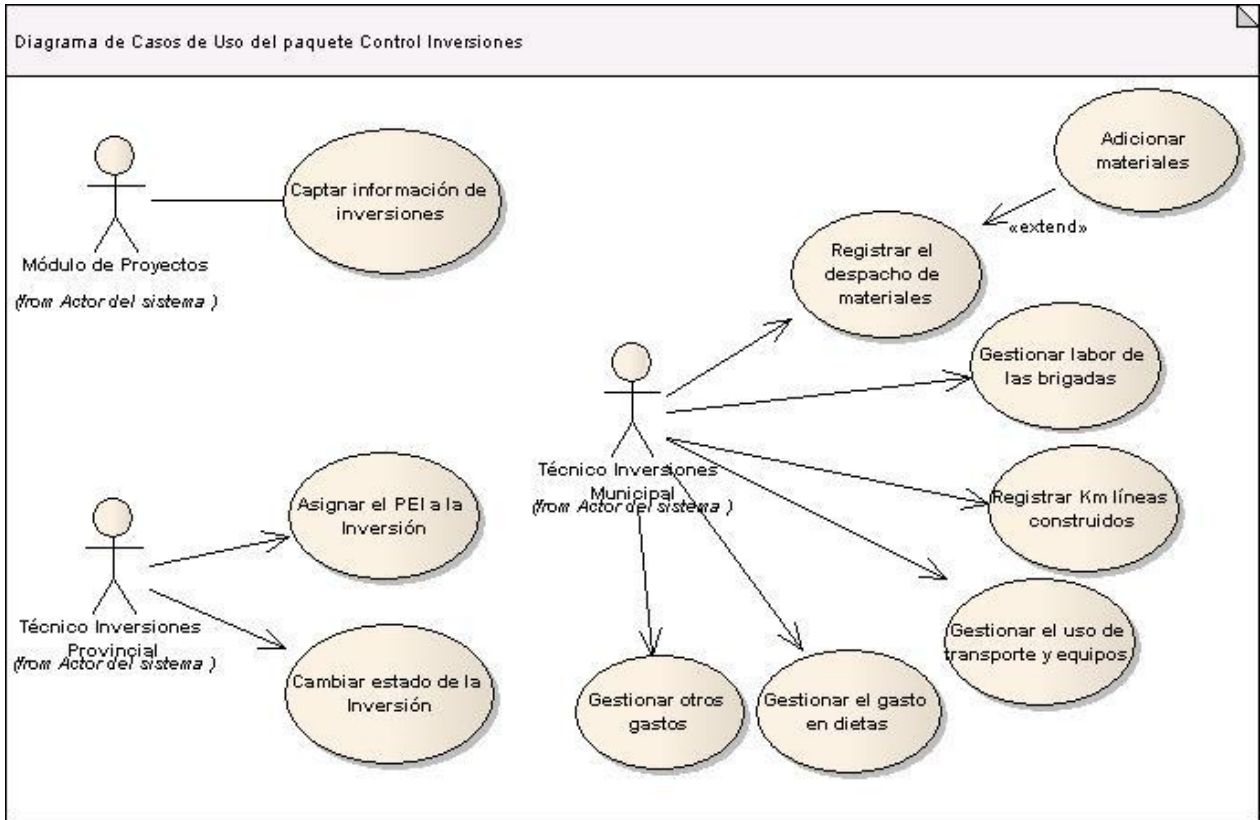 Diagrama de Casos de Uso del paquete Control Inversiones
Adicionar
materiales
Captar información de
inversiones
«extend»
Módulo de Proyectos
(from Actor del sistema )
Registrar el
despacho de
materiales
Gestionar labor de
las brigadas
Técnico Inversiones
Municipal
(from Actor del sistema )
Asignar el PEI a la
Inversión
Registrar Km líneas
construidos
Técnico Inversiones
Provincial
(from Actor del sistema )
Gestionar el uso de
transporte y equipos
Cambiar estado de la
Inversión
Gestionar otros
gastos
Gestionar el gasto
en dietas